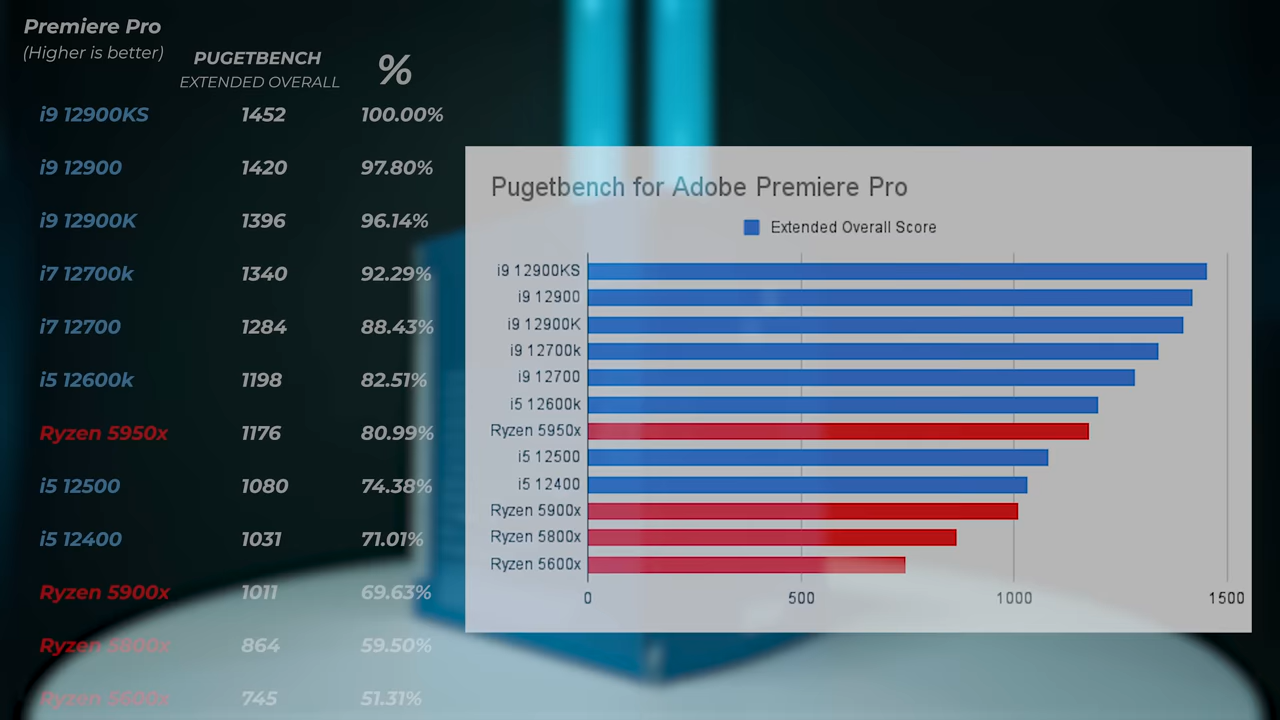 Premiere Pro
(Higher is better)
PUGETBENCH
EXTENDED OVERALL
%
i9 12900KS 1452 100.00%
i9 12900 1420 97.80%
i9 12900K 1396 96.14%
i7 12700k 1340 92.29%
i7 12700 1284 88.43%
i5 12600k 1198 82.51%
Ryzen 5950x 1176 80.99%
i5 12500 1080 74.38%
i5 12400 1031 71.01%
Ryzen 5900x 1011 69.63%
Ryzen 5800x 864 59.50%
Ryzen 5600x 745 51.31%
Pugetbench for Adobe Premiere Pro
Extended Overall Score
i9 12900KS
i9 12900
i9 12900K
i9 12700k
i9 12700
i5 12600k
Ryzen 5950x
i5 12500
i5 12400
Ryzen 5900x
Ryzen 5800x
Ryzen 5600x
0 500 1000 1500